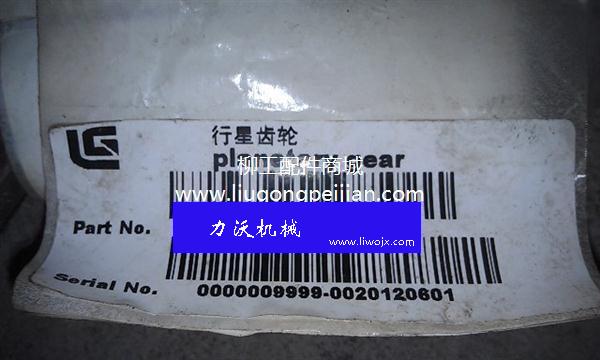 行星齿轮
planetary gear
柳工配件商城
www.liugongpeijian.com
Part No.
力沃机械
www.liwojx.com
Serial No.
0000009999-0020120601